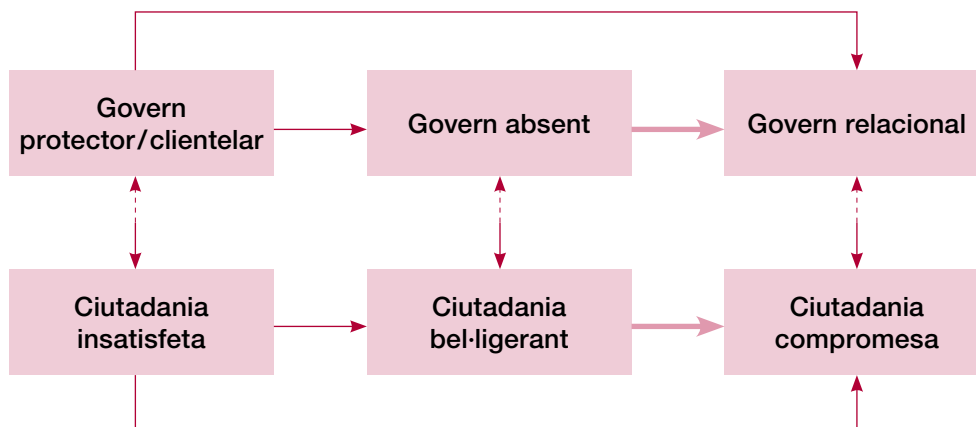 Govern
protector/clientelar
Govern absent
Govern relacional
Ciutadania
insatisfeta
Ciutadania
bel·ligerant
Ciutadania
compromesa